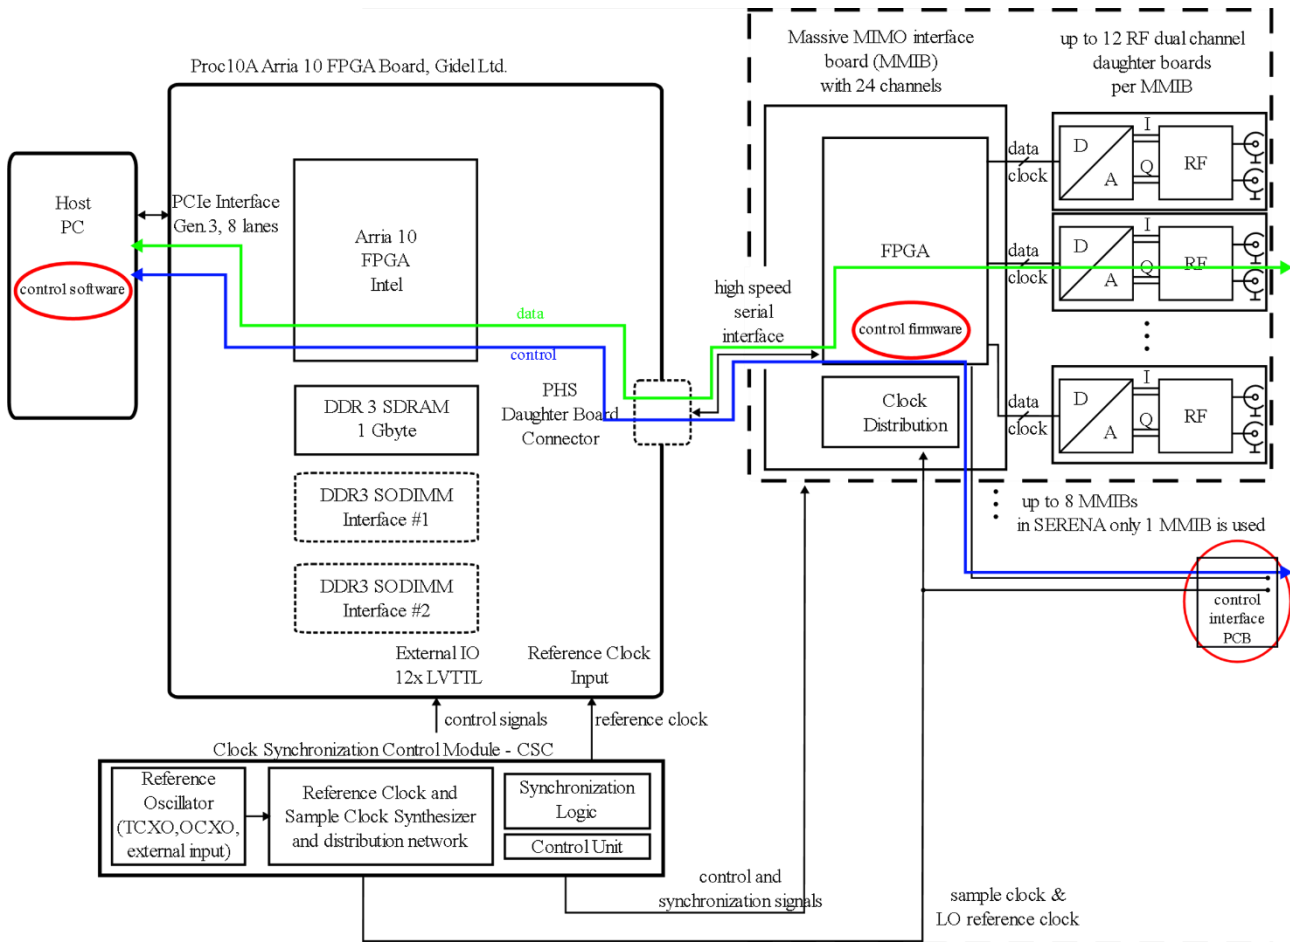 Massive MIMO interface
board (MMIB)
with 24 channels
up to 12 RF dual channel
daughter boards
per MMIB
Proc10A Arria 10 FPGA Board, Gidel Ltd.
Host
PC
control software
PCIe Interface
Gen.3, 8 lanes
Arria 10
FPGA
Intel
data
control
DDR 3 SDRAM
1 Gbyte
DDR3 SODIMM
Interface #1
DDR3 SODIMM
Interface #2
PHS
Daughter Board
Connector
high speed
serial
interface
FPGA
control firmware
Clock
Distribution
data
clock
D
A
I
Q
RF
data
clock
D
A
I
Q
RF
data
clock
D
A
I
Q
RF
up to 8 MMIBs
in SERENA only 1 MMIB is used
control
interface
PCB
External IO
12x LVTTL
Reference Clock
Input
control signals
reference clock
Clock Synchronization Control Module - CSC
Reference
Oscillator
(TCXO,OCXO,
external input)
Reference Clock and
Sample Clock Synthesizer
and distribution network
Synchronization
Logic
Control Unit
control and
synchronization signals
sample clock &
LO reference clock